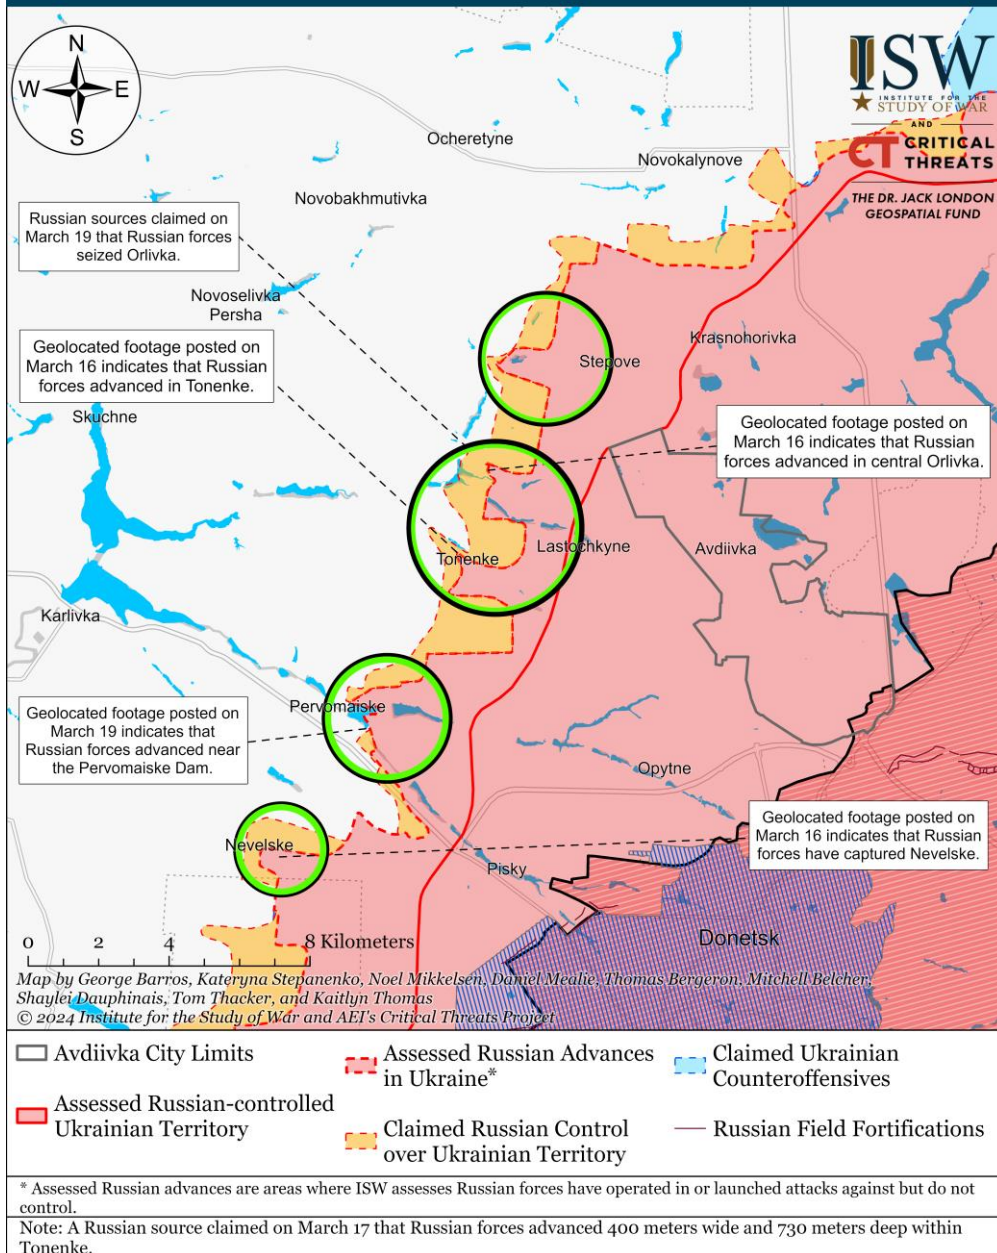 N
W E
S
ISW
INSTITUTE FOR THE
STUDY OF WAR
AND
CT CRITICAL
THREATS
THE DR. JACK LONDON
GEOSPATIAL FUND
Ocheretyne
Novokalynove
Novobakhmutivka
Russian sources claimed on
March 19 that Russian forces
seized Orlivka.
Novoselivka
Persha
Geolocated footage posted on
March 16 indicates that Russian
forces advanced in Tonenke.
Krasnohorivka
Stepove
Skuchne
Geolocated footage posted on
March 16 indicates that Russian
forces advanced in central Orlivka.
Tonenke
Lastochkyne
Avdiivka
Karlivka
Pervomaiske
Geolocated footage posted on
March 19 indicates that
Russian forces advanced near
the Pervomaiske Dam.
Opytne
Geolocated footage posted on
March 16 indicates that Russian
forces have captured Nevelske.
Nevelske
Pisky
Donetsk
0 2 4 8 Kilometers
Map by George Barros, Kateryna Stepanenko, Noel Mikkelsen, Daniel Mealie, Thomas Bergeron, Mitchell Belcher,
Shaylei Dauphinais, Tom Thacker, and Kaitlyn Thomas
© 2024 Institute for the Study of War and AEI's Critical Threats Project
Avdiivka City Limits
Assessed Russian-controlled
Ukrainian Territory
Assessed Russian Advances
in Ukraine*
Claimed Russian Control
over Ukrainian Territory
Claimed Ukrainian
Counteroffensives
Russian Field Fortifications
* Assessed Russian advances are areas where ISW assesses Russian forces have operated in or launched attacks against but do not
control.
Note: A Russian source claimed on March 17 that Russian forces advanced 400 meters wide and 730 meters deep within
Tonenke.